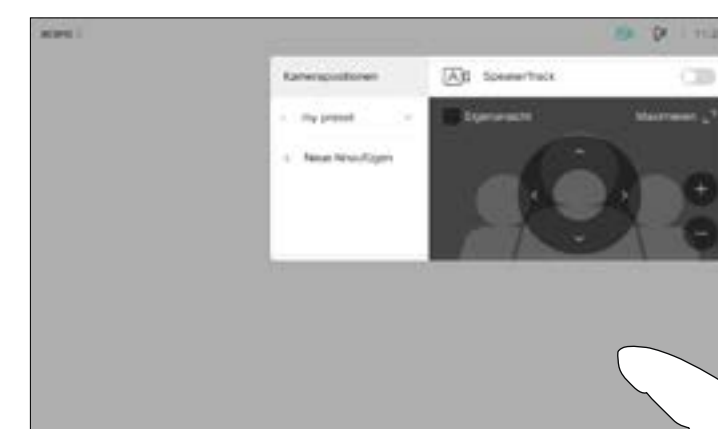 Kamerapositionen
SpeakerTrack
my preset
Eigenansicht
Maximieren
Neue hinzufügen